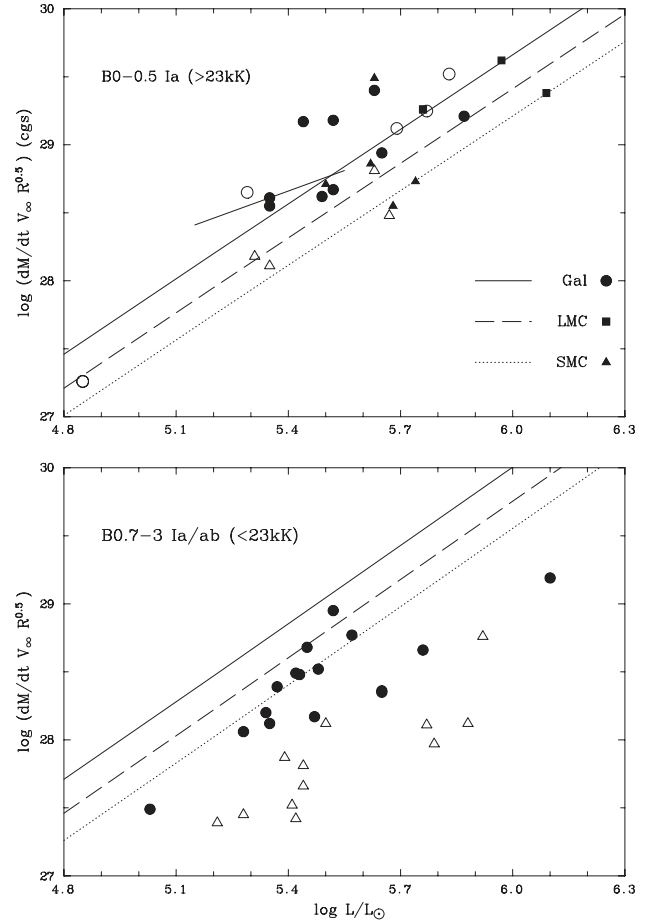 30
B0−0.5 Ia (>23kK)
log (dM/dt V∞ R^0.5) (cgs)
29
28
Gal
LMC
SMC
27
4.8 5.1 5.4 5.7 6.0 6.3
30
B0.7−3 Ia/ab (<23kK)
log (dM/dt V∞ R^0.5)
29
28
27
4.8 5.1 5.4 5.7 6.0 6.3
log L/L⊙